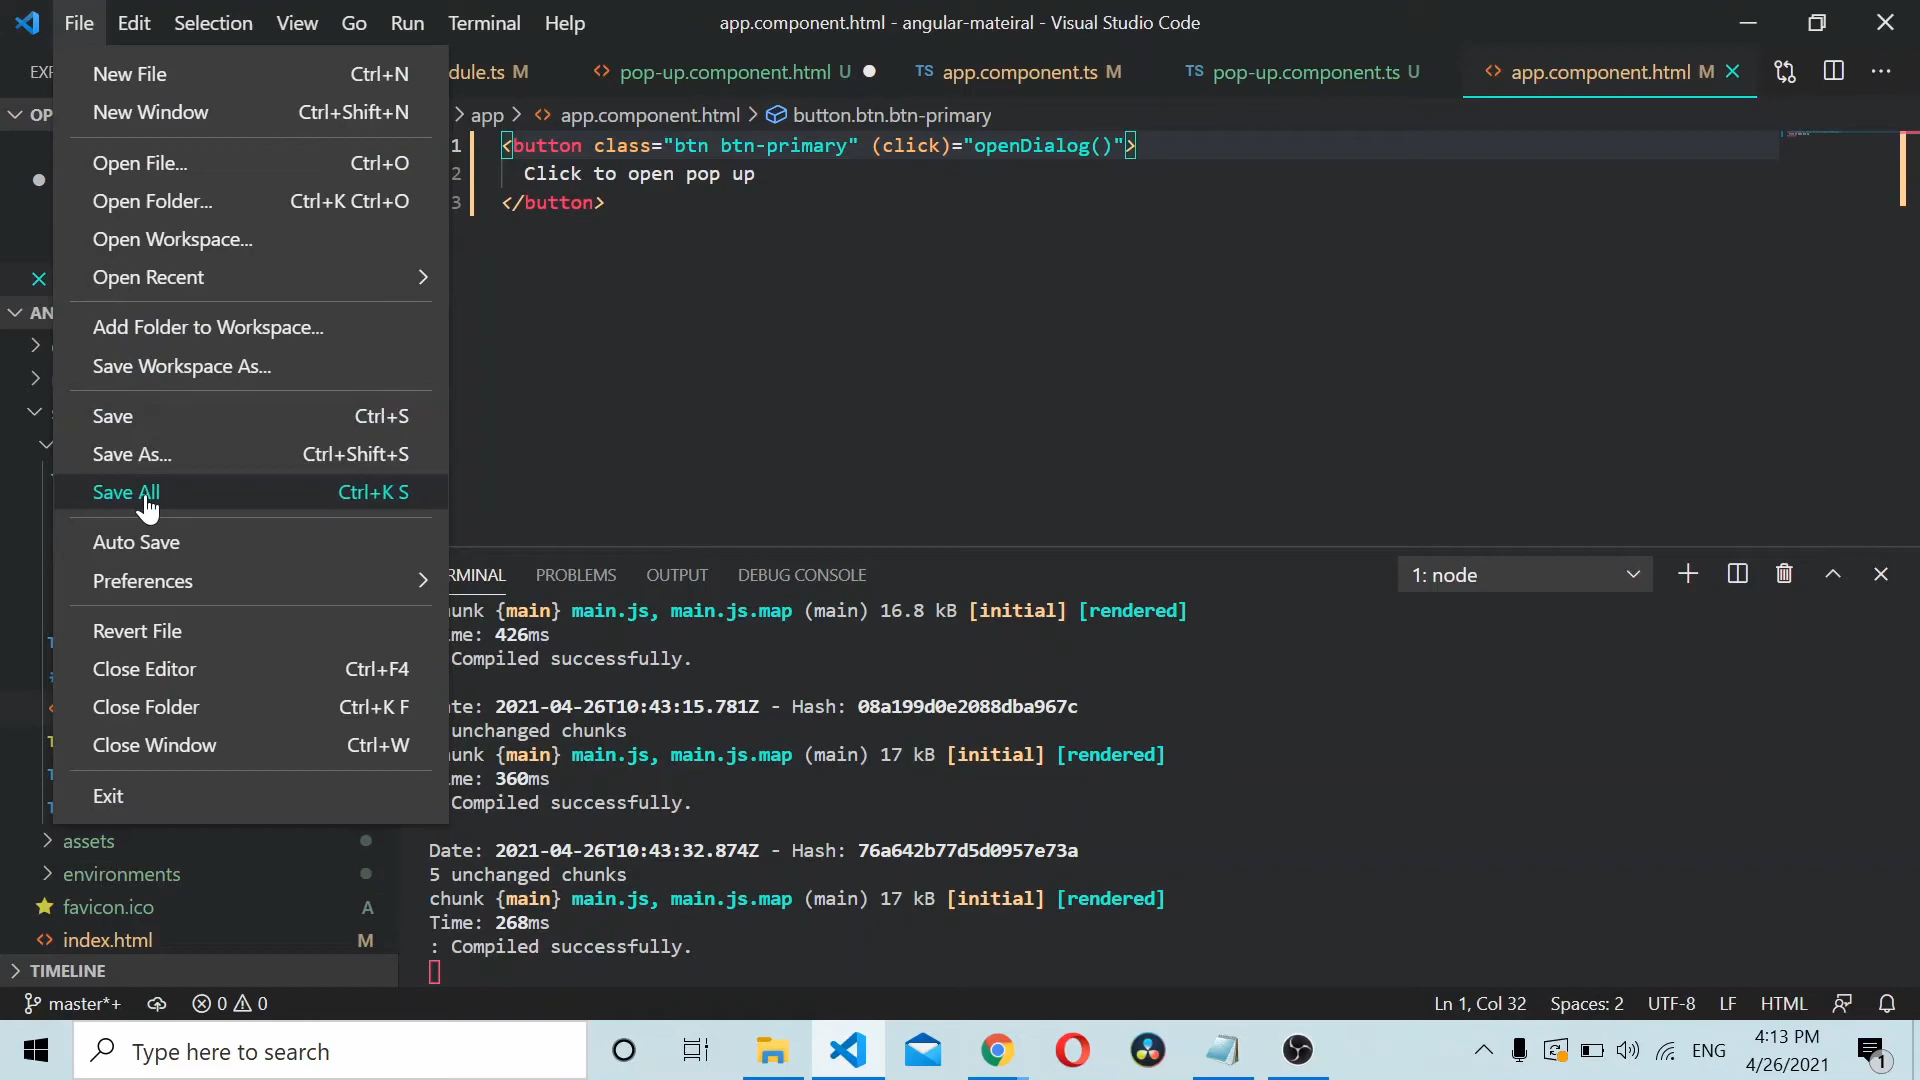 File Edit Selection View Go Run Terminal Help
app.component.html - angular-mateiral - Visual Studio Code
New File Ctrl+N
New Window Ctrl+Shift+N
Open File... Ctrl+O
Open Folder... Ctrl+K Ctrl+O
Open Workspace...
Open Recent
Add Folder to Workspace...
Save Workspace As...
Save Ctrl+S
Save As... Ctrl+Shift+S
Save All Ctrl+K S
Auto Save
Preferences
Revert File
Close Editor Ctrl+F4
Close Folder Ctrl+K F
Close Window Ctrl+W
Exit
EXP
OP
AN
assets
environments
favicon.ico A
index.html M
TIMELINE
dule.ts M pop-up.component.html U TS app.component.ts M TS pop-up.component.ts U app.component.html M
app > app.component.html > button.btn.btn-primary
1 <button class="btn btn-primary" (click)="openDialog()">
2 Click to open pop up
3 </button>
RMINAL PROBLEMS OUTPUT DEBUG CONSOLE 1: node
unk {main} main.js, main.js.map (main) 16.8 kB [initial] [rendered]
me: 426ms
Compiled successfully.
te: 2021-04-26T10:43:15.781Z - Hash: 08a199d0e2088dba967c
unchanged chunks
unk {main} main.js, main.js.map (main) 17 kB [initial] [rendered]
me: 360ms
Compiled successfully.
Date: 2021-04-26T10:43:32.874Z - Hash: 76a642b77d5d0957e73a
5 unchanged chunks
chunk {main} main.js, main.js.map (main) 17 kB [initial] [rendered]
Time: 268ms
: Compiled successfully.
master*+ 0 0 Ln 1, Col 32 Spaces: 2 UTF-8 LF HTML
Type here to search
ENG
4:13 PM
4/26/2021
1